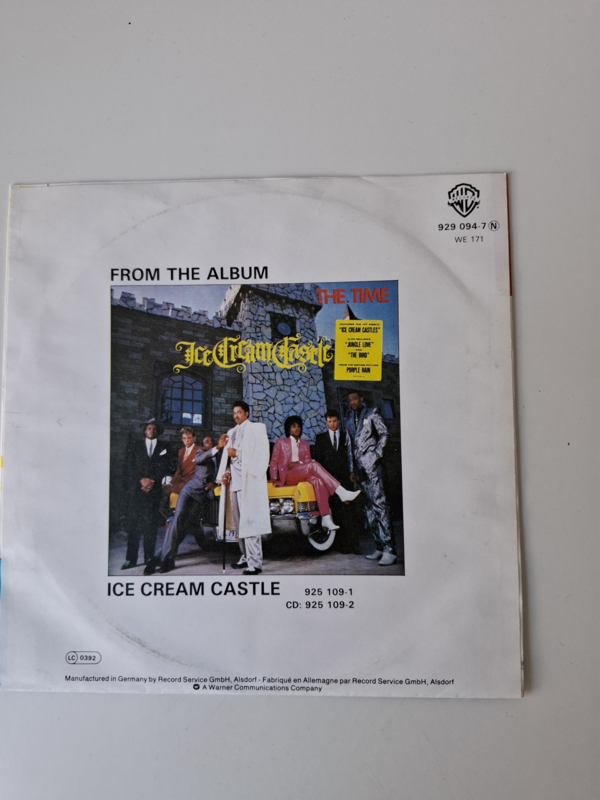 WB
929 094-7 N
WE 171
FROM THE ALBUM
THE TIME
Ice Cream Castle
"ICE CREAM CASTLES"
"JUNGLE LOVE"
"THE BIRD"
PURPLE RAIN
ICE CREAM CASTLE 925 109-1
CD: 925 109-2
LC 0392
Manufactured in Germany by Record Service GmbH, Alsdorf - Fabriqué en Allemagne par Record Service GmbH, Alsdorf
A Warner Communications Company